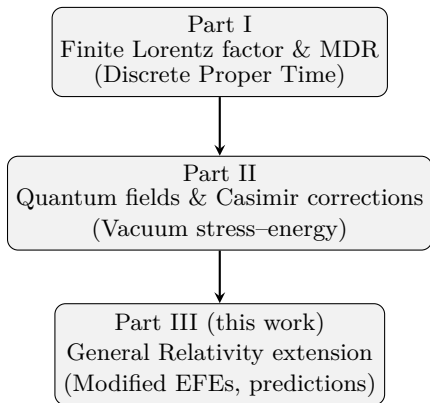 Part I
Finite Lorentz factor & MDR
(Discrete Proper Time)
Part II
Quantum fields & Casimir corrections
(Vacuum stress–energy)
Part III (this work)
General Relativity extension
(Modified EFEs, predictions)